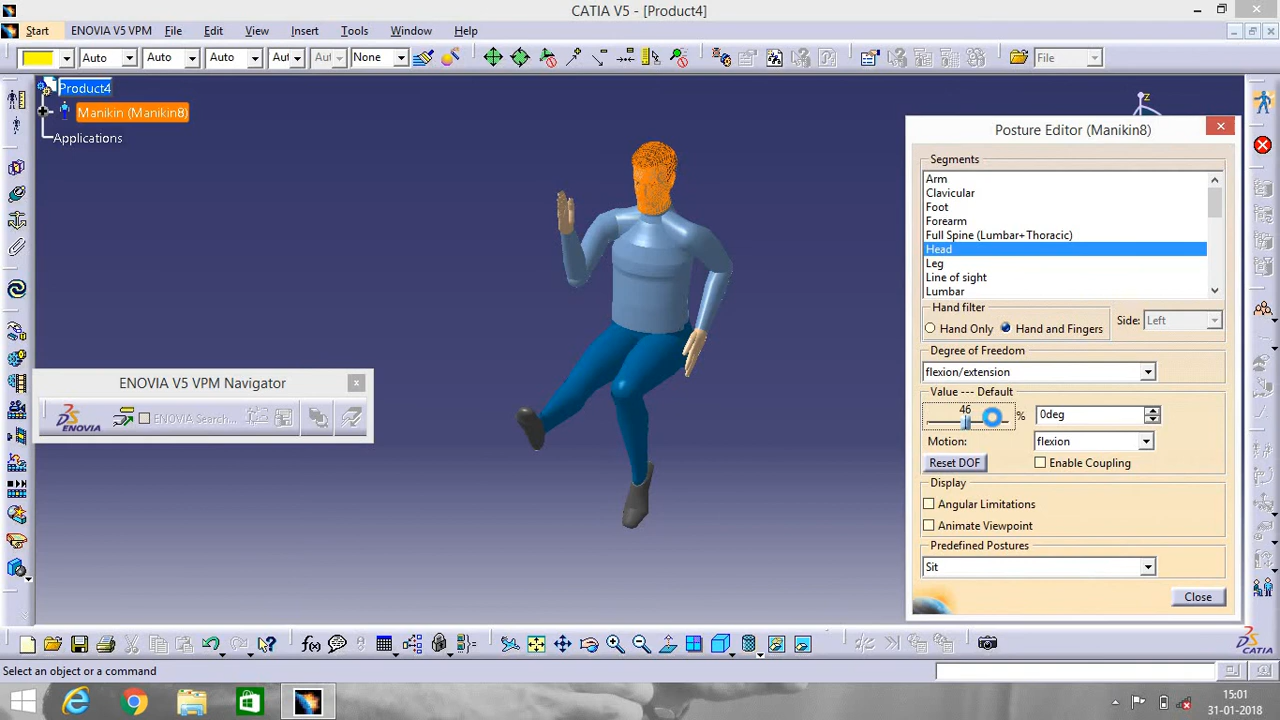 CATIA V5 - [Product4]
Start ENOVIA V5 VPM File Edit View Insert Tools Window Help
Auto Auto Auto Aut Aut None File
Product4
Manikin (Manikin8)
Applications
z
Posture Editor (Manikin8)
Segments
Arm
Clavicular
Foot
Forearm
Full Spine (Lumbar+Thoracic)
Head
Leg
Line of sight
Lumbar
Hand filter
Hand Only Hand and Fingers Side: Left
Degree of Freedom
flexion/extension
Value --- Default
46 % 0deg
Motion: flexion
Reset DOF Enable Coupling
Display
Angular Limitations
Animate Viewpoint
Predefined Postures
Sit
Close
ENOVIA V5 VPM Navigator
ENOVIA ENOVIA Search...
f(x)
CATIA
Select an object or a command
15:01
31-01-2018